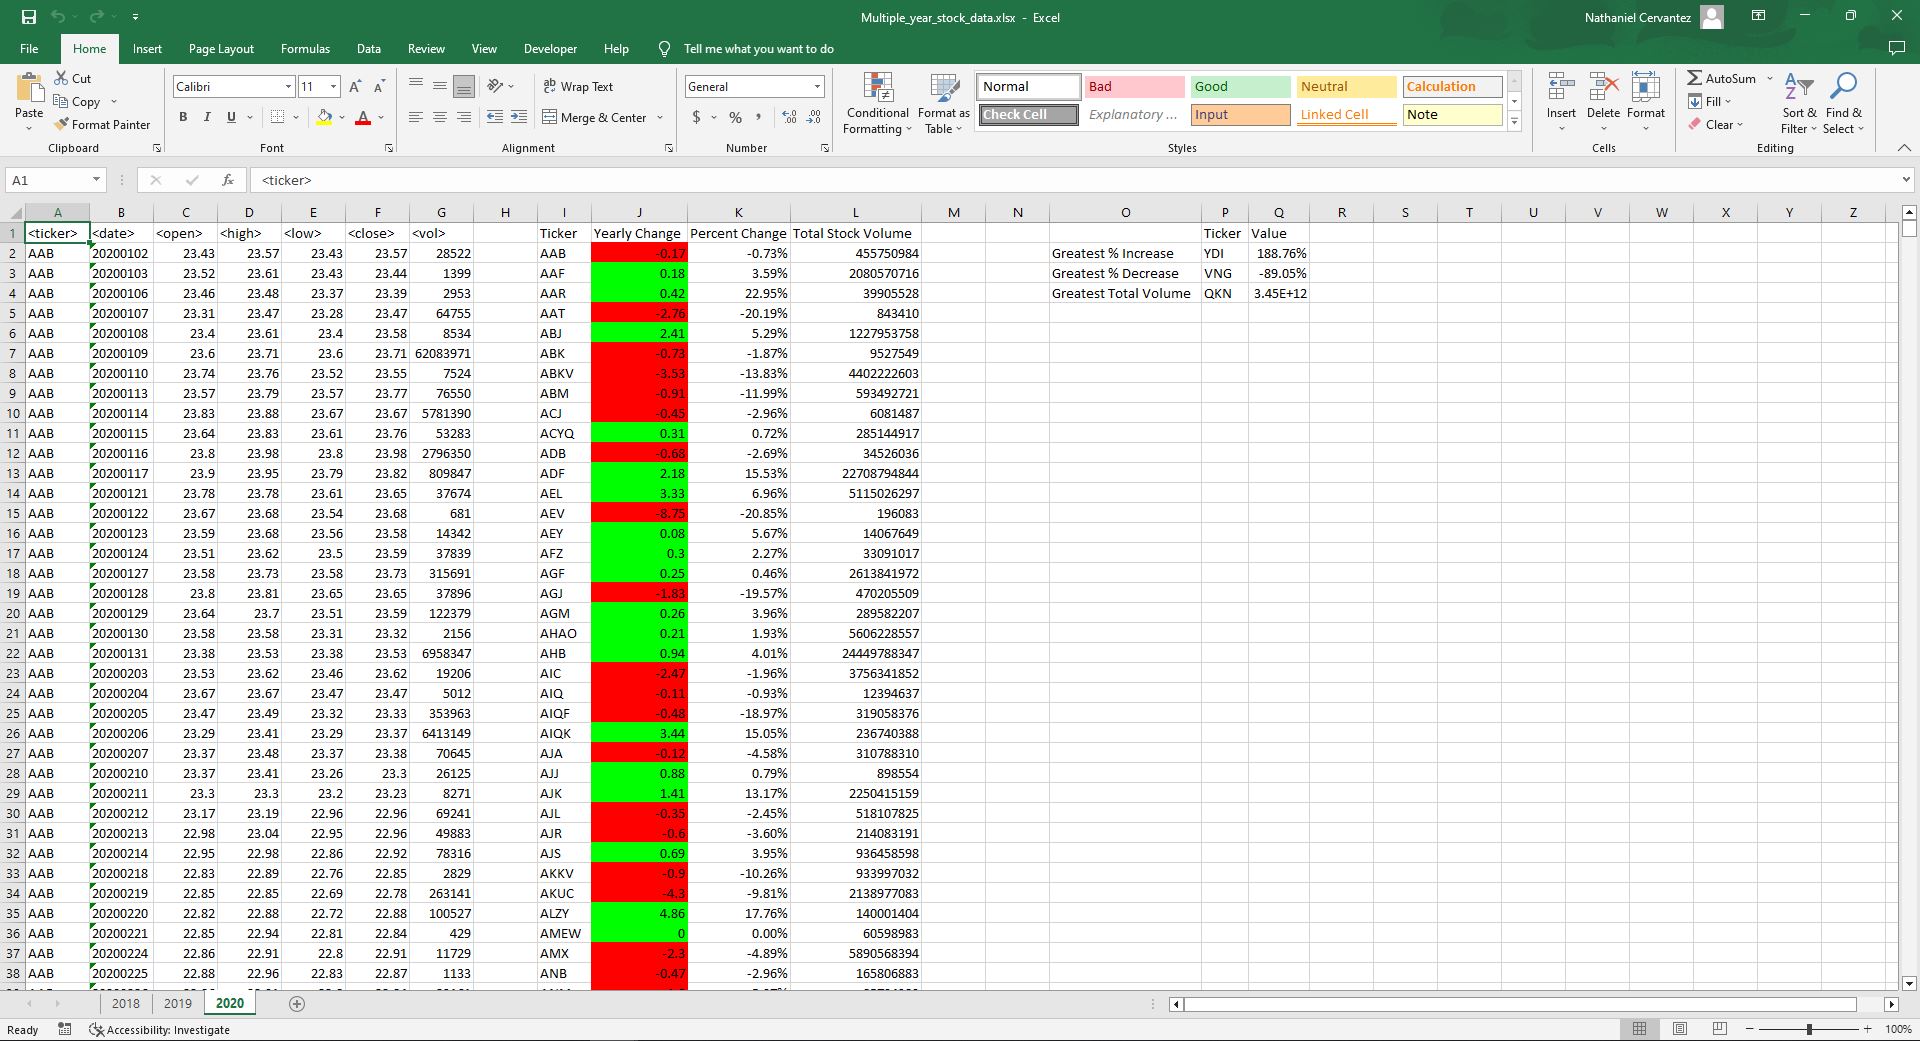 Multiple_year_stock_data.xlsx - Excel
Nathaniel Cervantez
File Home Insert Page Layout Formulas Data Review View Developer Help Tell me what you want to do
Paste Cut Copy Format Painter Clipboard
Calibri 11 B I U A A A Font
ab Wrap Text Merge & Center Alignment
General $ % , Number
Conditional Formatting Format as Table
Normal Bad Good Neutral Calculation
Check Cell Explanatory ... Input Linked Cell Note
Styles
Insert Delete Format Cells
AutoSum Fill Clear Sort & Filter Find & Select Editing
A1 fx <ticker>
A B C D E F G H I J K L M N O P Q R S T U V W X Y Z
1 <ticker> <date> <open> <high> <low> <close> <vol> Ticker Yearly Change Percent Change Total Stock Volume Ticker Value
2 AAB 20200102 23.43 23.57 23.43 23.57 28522 AAB -0.17 -0.73% 455750984 Greatest % Increase YDI 188.76%
3 AAB 20200103 23.52 23.61 23.43 23.44 1399 AAF 0.18 3.59% 2080570716 Greatest % Decrease VNG -89.05%
4 AAB 20200106 23.46 23.48 23.37 23.39 2953 AAR 0.42 22.95% 39905528 Greatest Total Volume QKN 3.45E+12
5 AAB 20200107 23.31 23.47 23.28 23.47 64755 AAT -2.76 -20.19% 843410
6 AAB 20200108 23.4 23.61 23.4 23.58 8534 ABJ 2.41 5.29% 1227953758
7 AAB 20200109 23.6 23.71 23.6 23.71 62083971 ABK -0.73 -1.87% 9527549
8 AAB 20200110 23.74 23.76 23.52 23.55 7524 ABKV -3.53 -13.83% 4402222603
9 AAB 20200113 23.57 23.79 23.57 23.77 76550 ABM -0.91 -11.99% 593492721
10 AAB 20200114 23.83 23.88 23.67 23.67 5781390 ACJ -0.45 -2.96% 6081487
11 AAB 20200115 23.64 23.83 23.61 23.76 53283 ACYQ 0.31 0.72% 285144917
12 AAB 20200116 23.8 23.98 23.8 23.98 2796350 ADB -0.68 -2.69% 34526036
13 AAB 20200117 23.9 23.95 23.79 23.82 809847 ADF 2.18 15.53% 22708794844
14 AAB 20200121 23.78 23.78 23.61 23.65 37674 AEL 3.33 6.96% 5115026297
15 AAB 20200122 23.67 23.68 23.54 23.68 681 AEV -8.75 -20.85% 196083
16 AAB 20200123 23.59 23.68 23.56 23.58 14342 AEY 0.08 5.67% 14067649
17 AAB 20200124 23.51 23.62 23.5 23.59 37839 AFZ 0.3 2.27% 33091017
18 AAB 20200127 23.58 23.73 23.58 23.73 315691 AGF 0.25 0.46% 2613841972
19 AAB 20200128 23.8 23.81 23.65 23.65 37896 AGJ -1.83 -19.57% 470205509
20 AAB 20200129 23.64 23.7 23.51 23.59 122379 AGM 0.26 3.96% 289582207
21 AAB 20200130 23.58 23.58 23.31 23.32 2156 AHAO 0.21 1.93% 5606228557
22 AAB 20200131 23.38 23.53 23.38 23.53 6958347 AHB 0.94 4.01% 24449788347
23 AAB 20200203 23.53 23.62 23.46 23.62 19206 AIC -2.47 -1.96% 3756341852
24 AAB 20200204 23.67 23.67 23.47 23.47 5012 AIQ -0.11 -0.93% 12394637
25 AAB 20200205 23.47 23.49 23.32 23.33 353963 AIQF -0.48 -18.97% 319058376
26 AAB 20200206 23.29 23.41 23.29 23.37 6413149 AIQK 3.44 15.05% 236740388
27 AAB 20200207 23.37 23.48 23.37 23.38 70645 AJA -0.12 -4.58% 310788310
28 AAB 20200210 23.37 23.41 23.26 23.3 26125 AJJ 0.88 0.79% 898554
29 AAB 20200211 23.3 23.3 23.2 23.23 8271 AJK 1.41 13.17% 2250415159
30 AAB 20200212 23.17 23.19 22.96 22.96 69241 AJL -0.35 -2.45% 518107825
31 AAB 20200213 22.98 23.04 22.95 22.96 49883 AJR -0.6 -3.60% 214083191
32 AAB 20200214 22.95 22.98 22.86 22.92 78316 AJS 0.69 3.95% 936458598
33 AAB 20200218 22.83 22.89 22.76 22.85 2829 AKKV -0.9 -10.26% 933997032
34 AAB 20200219 22.85 22.85 22.69 22.78 263141 AKUC -4.3 -9.81% 2138977083
35 AAB 20200220 22.82 22.88 22.72 22.88 100527 ALZY 4.86 17.76% 140001404
36 AAB 20200221 22.85 22.94 22.81 22.84 429 AMEW 0 0.00% 60598983
37 AAB 20200224 22.86 22.91 22.8 22.91 11729 AMX -2.3 -4.89% 5890568394
38 AAB 20200225 22.88 22.96 22.83 22.87 1133 ANB -0.47 -2.96% 165806883
2018 2019 2020
Ready Accessibility: Investigate 100%